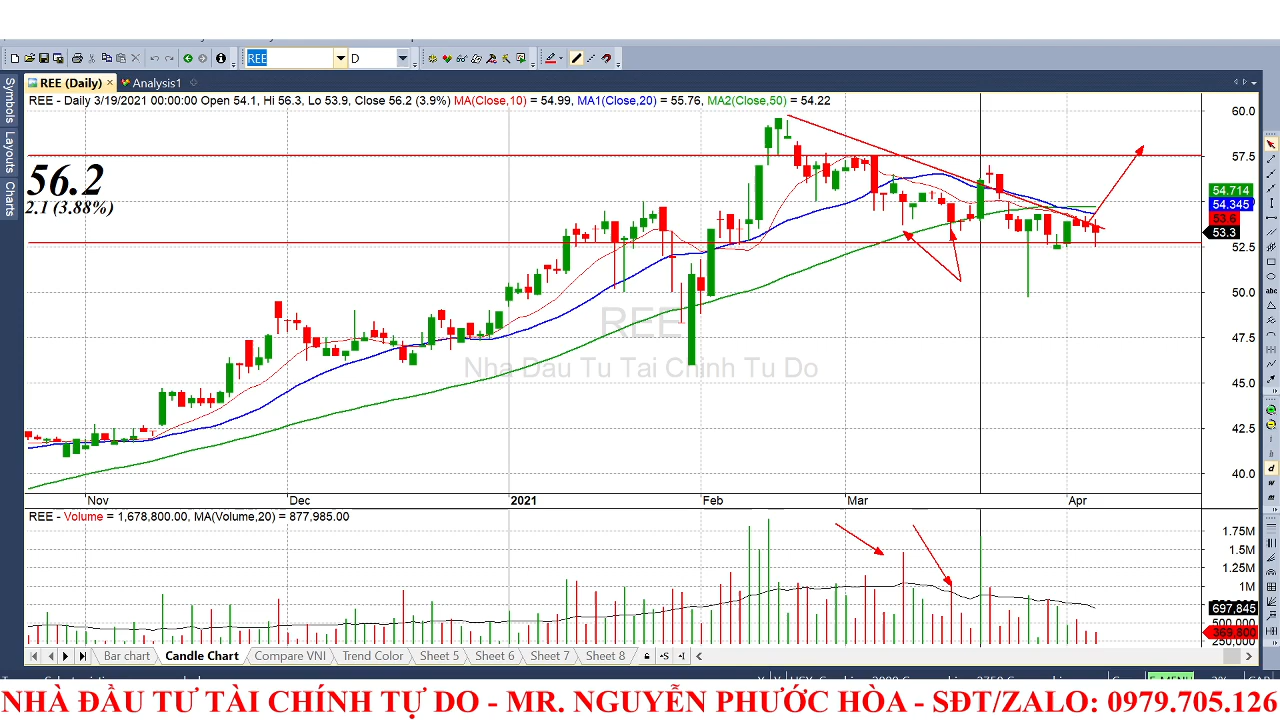 REE D
REE (Daily) Analysis1
Symbols
Layouts
Charts
REE - Daily 3/19/2021 00:00:00 Open 54.1, Hi 56.3, Lo 53.9, Close 56.2 (3.9%) MA(Close,10) = 54.99, MA1(Close,20) = 55.76, MA2(Close,50) = 54.22
56.2
2.1 (3.88%)
60.0
57.5
54.714
54.345
53.6
53.3
52.5
50.0
47.5
45.0
42.5
40.0
REE
Nha Dau Tu Tai Chinh Tu Do
Nov Dec 2021 Feb Mar Apr
REE - Volume = 1,678,800.00, MA(Volume,20) = 877,985.00
1.75M
1.5M
1.25M
1M
697,845
500,000
369,800
250,000
Bar chart Candle Chart Compare VNI Trend Color Sheet 5 Sheet 6 Sheet 7 Sheet 8
NHÀ ĐẦU TƯ TÀI CHÍNH TỰ DO - MR. NGUYỄN PHƯỚC HÒA - SĐT/ZALO: 0979.705.126